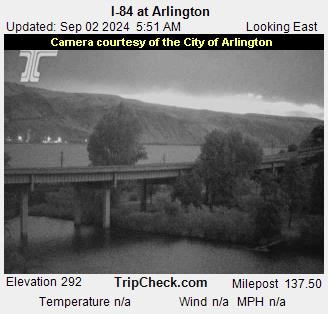 I-84 at Arlington
Updated: Sep 02 2024 5:51 AM Looking East
Camera courtesy of the City of Arlington
Elevation 292 TripCheck.com Milepost 137.50
Temperature n/a Wind n/a MPH n/a